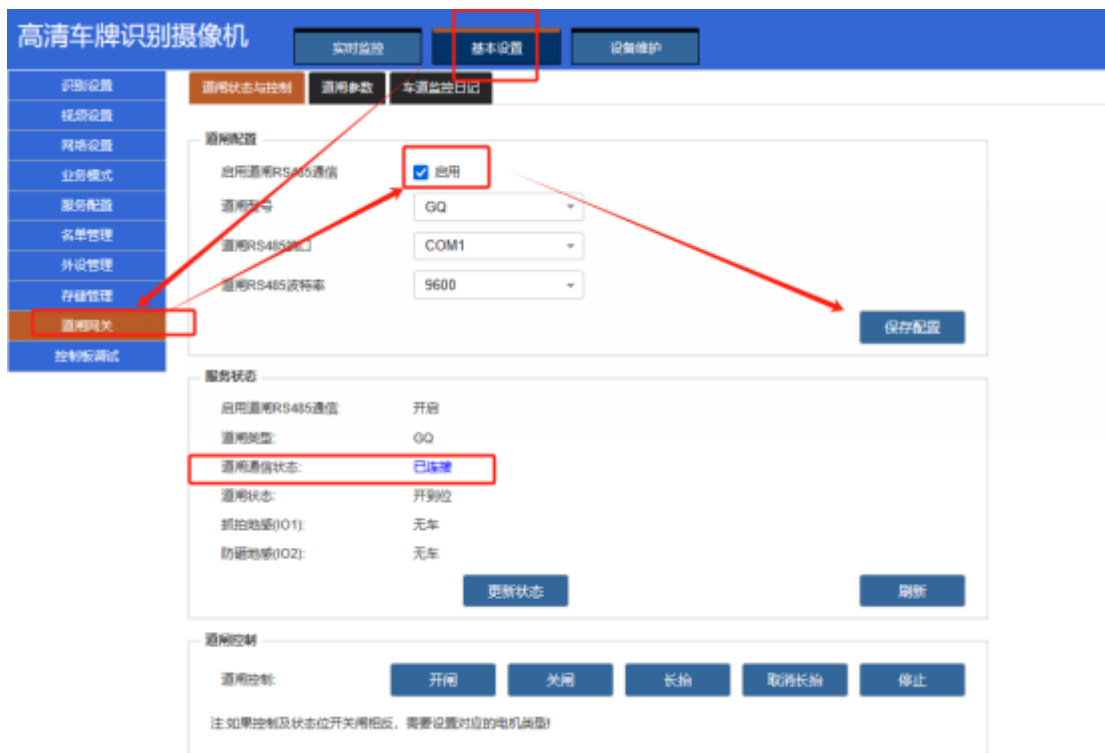 高清车牌识别摄像机
实时监控 基本设置 设备维护
识别设置
视频设置
网络设置
业务模式
服务配置
名单管理
外设管理
存储管理
道闸网关
控制板调试
道闸状态与控制 道闸参数 车道监控日记
道闸配置
启用道闸RS485通信 启用
道闸型号 GQ
道闸RS485端口 COM1
道闸RS485波特率 9600
保存配置
服务状态
启用道闸RS485通信: 开启
道闸类型: GQ
道闸通信状态: 已连接
道闸状态: 开到位
抓拍地感(IO1): 无车
防砸地感(IO2): 无车
更新状态 刷新
道闸控制
道闸控制: 开闸 关闸 长抬 取消长抬 停止
注:如果控制及状态位开关闸相反，需要设置对应的电机类型!